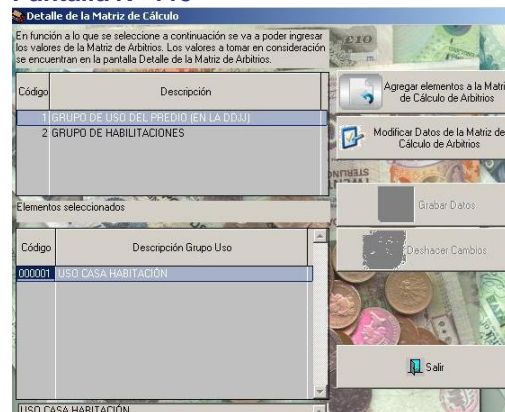 Detalle de la Matriz de Cálculo
En función a lo que se seleccione a continuación se va a poder ingresar
los valores de la Matriz de Arbitrios. Los valores a tomar en consideración
se encuentran en la pantalla Detalle de la Matriz de Arbitrios.
Código Descripción
1 GRUPO DE USO DEL PREDIO (EN LA DDJJ)
2 GRUPO DE HABILITACIONES
Elementos seleccionados
Código Descripción Grupo Uso
000001 USO CASA HABITACIÓN
USO CASA HABITACIÓN
£10
Agregar elementos a la Matri
de Cálculo de Arbitrios
Modificar Datos de la Matriz de
Cálculo de Arbitrios
STERLING
Grabar Datos
Deshacer Cambios
Salir